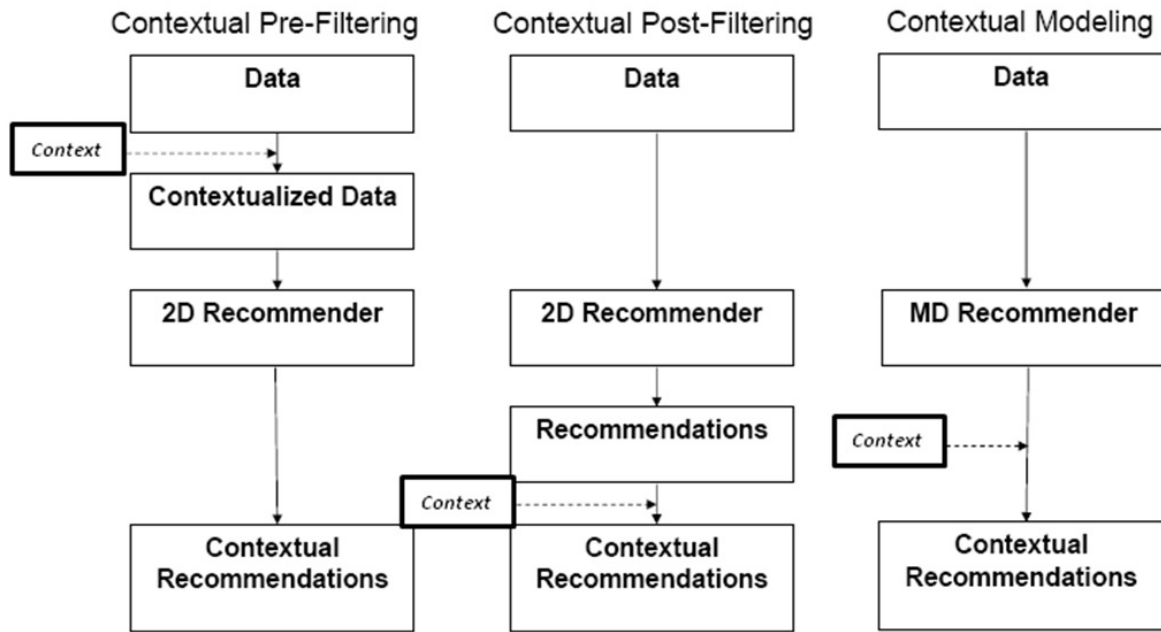 Contextual Pre-Filtering
Data
Context
Contextualized Data
2D Recommender
Contextual
Recommendations
Contextual Post-Filtering
Data
2D Recommender
Recommendations
Context
Contextual
Recommendations
Contextual Modeling
Data
MD Recommender
Context
Contextual
Recommendations